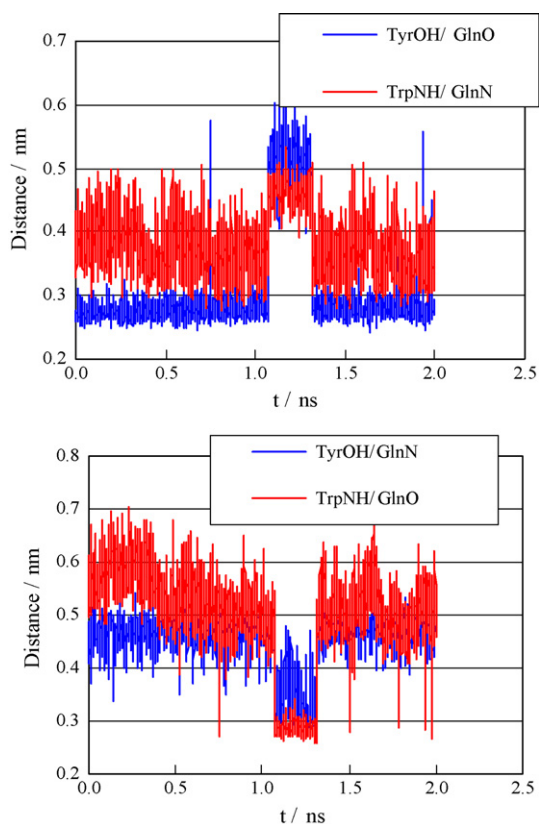 TyrOH/ GlnO
TrpNH/ GlnN
Distance / nm
0.7
0.6
0.5
0.4
0.3
0.2
0.0 0.5 1.0 1.5 2.0 2.5
t / ns
TyrOH/GlnN
TrpNH/GlnO
Distance / nm
0.8
0.7
0.6
0.5
0.4
0.3
0.2
0.0 0.5 1.0 1.5 2.0 2.5
t / ns